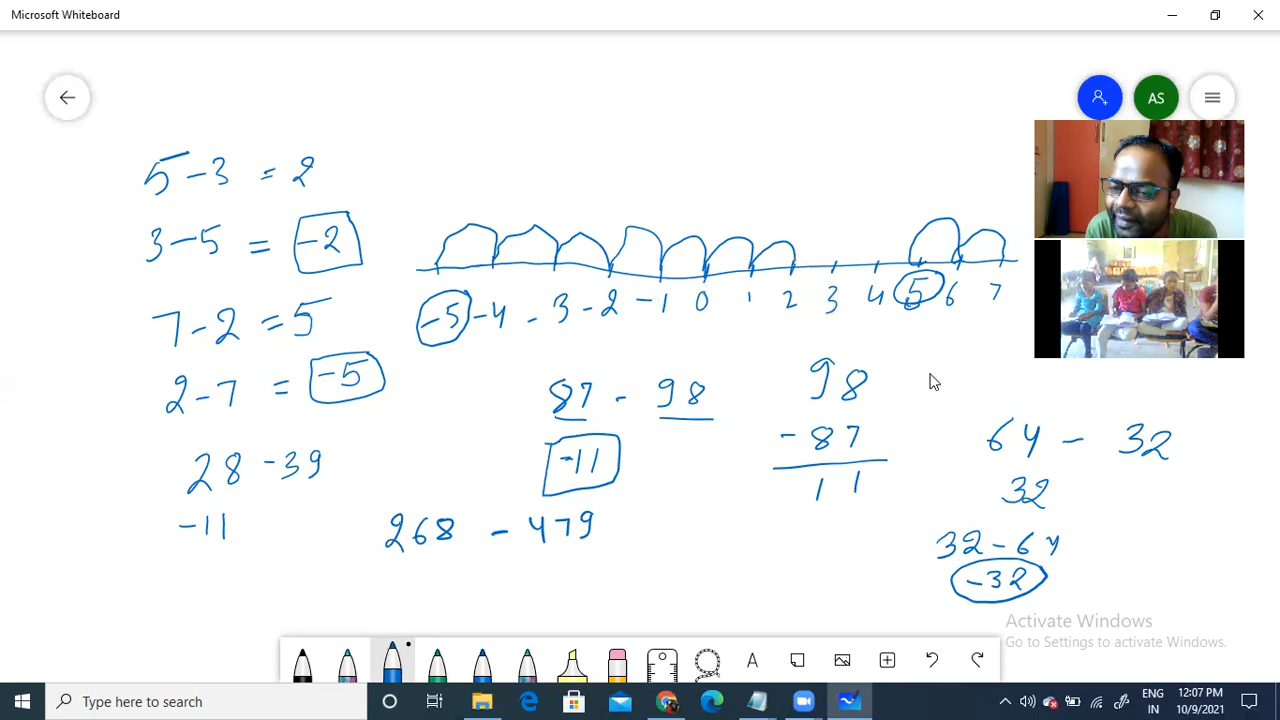 Microsoft Whiteboard
AS
5 - 3 = 2
3 - 5 = -2
7 - 2 = 5
2 - 7 = -5
28 - 39
-11
-5 -4 -3 -2 -1 0 1 2 3 4 5 6 7
87 - 98
-11
98
- 87
11
268 - 479
64 - 32
32
32 - 64
-32
Activate Windows
Go to Settings to activate Windows.
A
Type here to search
ENG
IN
12:07 PM
10/9/2021